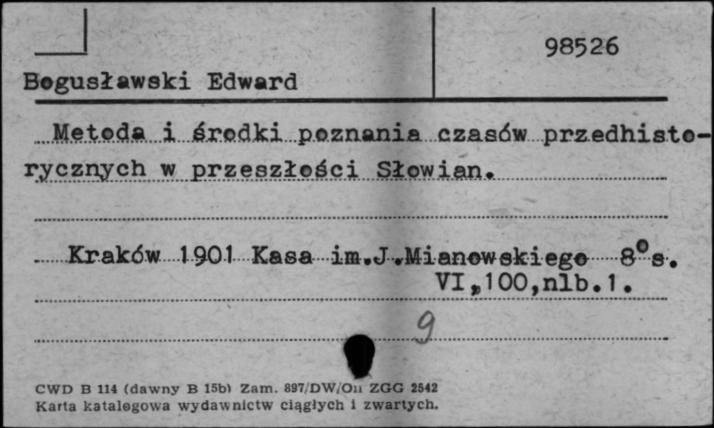 98526
Bogusławski Edward
Metoda i środki poznania czasów przedhisto-
rycznych w przeszłości Słowian.
Kraków 1901 Kasa im.J.Mianowskiego 8°s.
VI,100,nlb.1.
9
CWD B 114 (dawny B 15b) Zam. 897/DW/On ZGG 2542
Karta katalogowa wydawnictw ciągłych i zwartych.